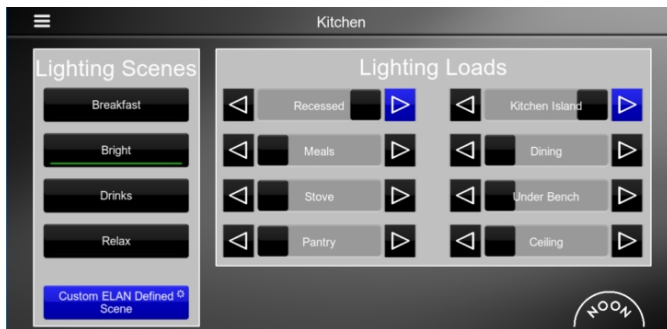 Kitchen
Lighting Scenes
Breakfast
Bright
Drinks
Relax
Custom ELAN Defined
Scene
Lighting Loads
Recessed
Kitchen Island
Meals
Dining
Stove
Under Bench
Pantry
Ceiling
NOON